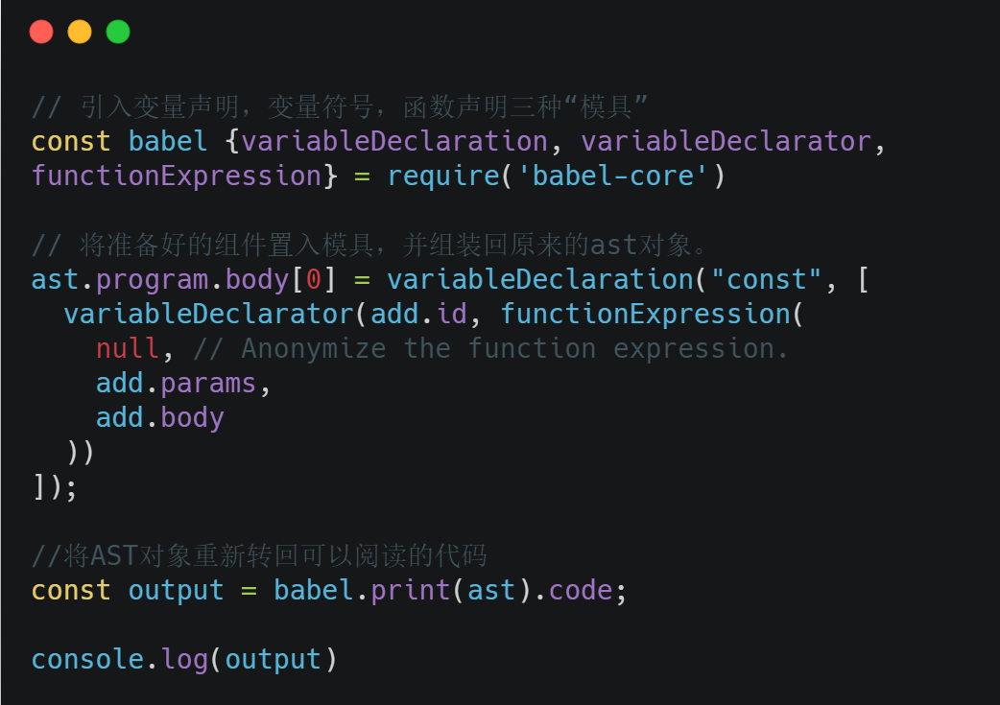 // 引入变量声明，变量符号，函数声明三种“模具”
const babel {variableDeclaration, variableDeclarator,
functionExpression} = require('babel-core')
// 将准备好的组件置入模具，并组装回原来的ast对象。
ast.program.body[0] = variableDeclaration("const", [
  variableDeclarator(add.id, functionExpression(
    null, // Anonymize the function expression.
    add.params,
    add.body
  ))
]);
//将AST对象重新转回可以阅读的代码
const output = babel.print(ast).code;
console.log(output)